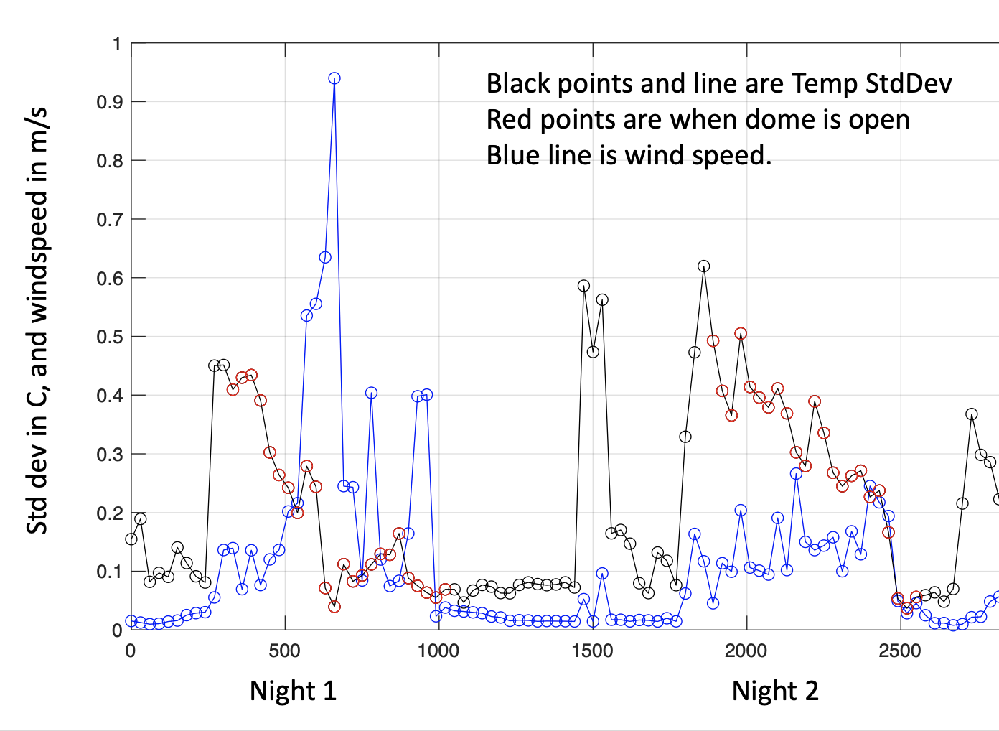 Black points and line are Temp StdDev
Red points are when dome is open
Blue line is wind speed.
Std dev in C, and windspeed in m/s
1
0.9
0.8
0.7
0.6
0.5
0.4
0.3
0.2
0.1
0
0 500 1000 1500 2000 2500
Night 1 Night 2